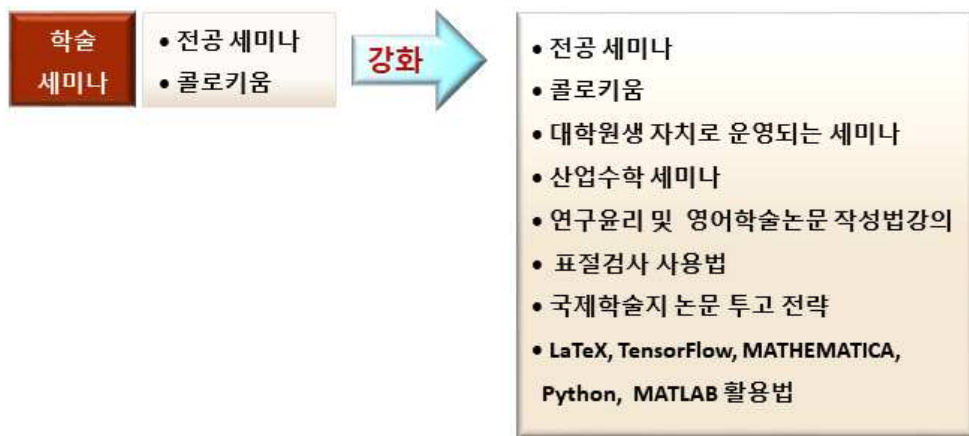 학술
세미나
• 전공 세미나
• 콜로키움
강화
• 전공 세미나
• 콜로키움
• 대학원생 자치로 운영되는 세미나
• 산업수학 세미나
• 연구윤리 및 영어학술논문 작성법강의
• 표절검사 사용법
• 국제학술지 논문 투고 전략
• LaTeX, TensorFlow, MATHEMATICA,
Python, MATLAB 활용법